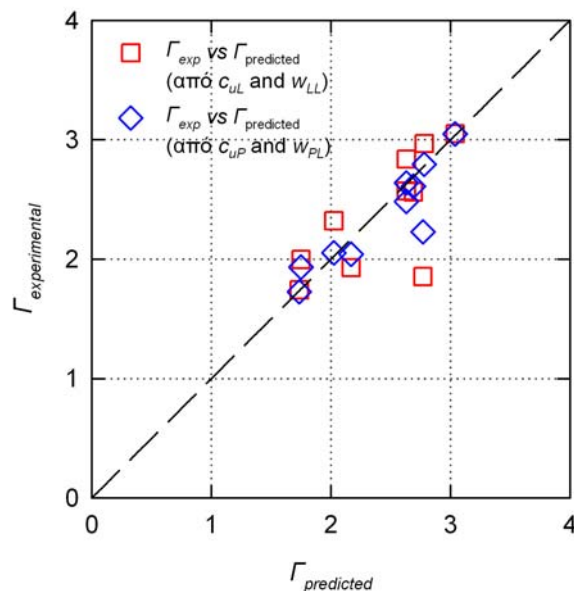 4
Γexp vs Γpredicted
(από cuL and wLL)
Γexp vs Γpredicted
(από cuP and wPL)
3
Γexperimental
2
1
0
0 1 2 3 4
Γpredicted